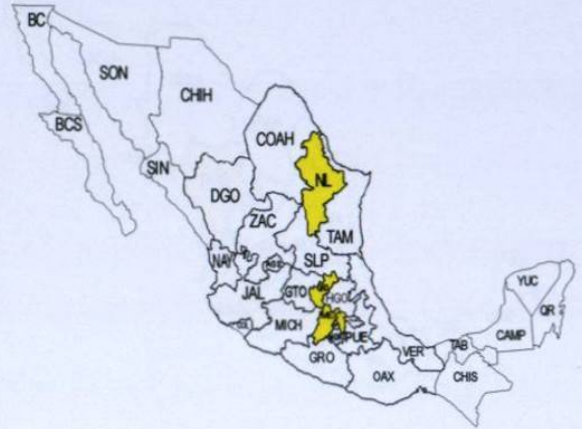 BC
SON
CHIH
BCS
COAH
SIN
NL
DGO
ZAC
TAM
NAY
SLP
JAL
GTO
HGO
YUC
QR
MICH
PUE
VER
TAB
CAMP
GRO
OAX
CHIS